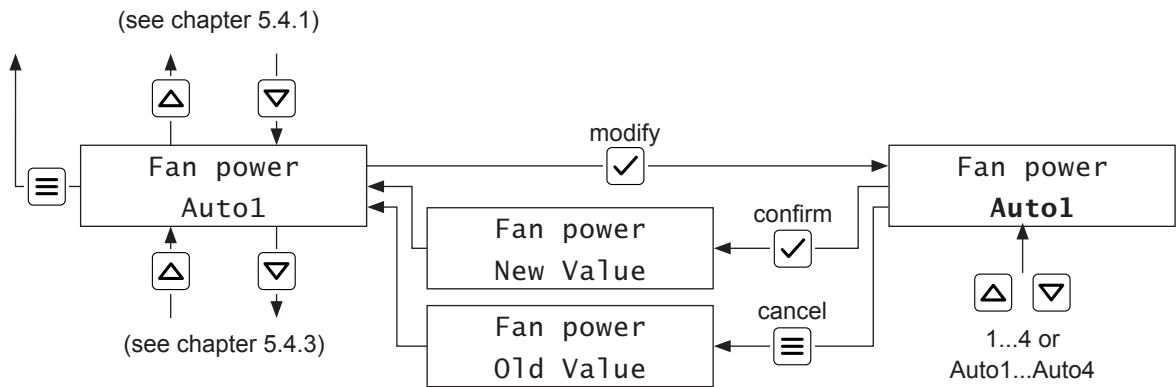 (see chapter 5.4.1)
modify
Fan power
Auto1
Fan power
Auto1
confirm
Fan power
New Value
cancel
Fan power
Old Value
(see chapter 5.4.3)
1...4 or
Auto1...Auto4